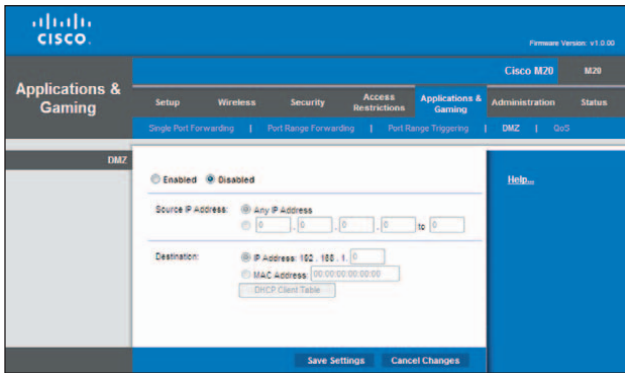 CISCO
Firmware Version: v1.0.00
Applications & Gaming
Cisco M20 M20
Setup Wireless Security Access Restrictions Applications & Gaming Administration Status
Single Port Forwarding | Port Range Forwarding | Port Range Triggering | DMZ | QoS
DMZ
Enabled Disabled
Help...
Source IP Address: Any IP Address
0 . 0 . 0 . 0 to 0
Destination: IP Address: 192 . 168 . 1. 0
MAC Address: 00:00:00:00:00:00
DHCP Client Table
Save Settings Cancel Changes